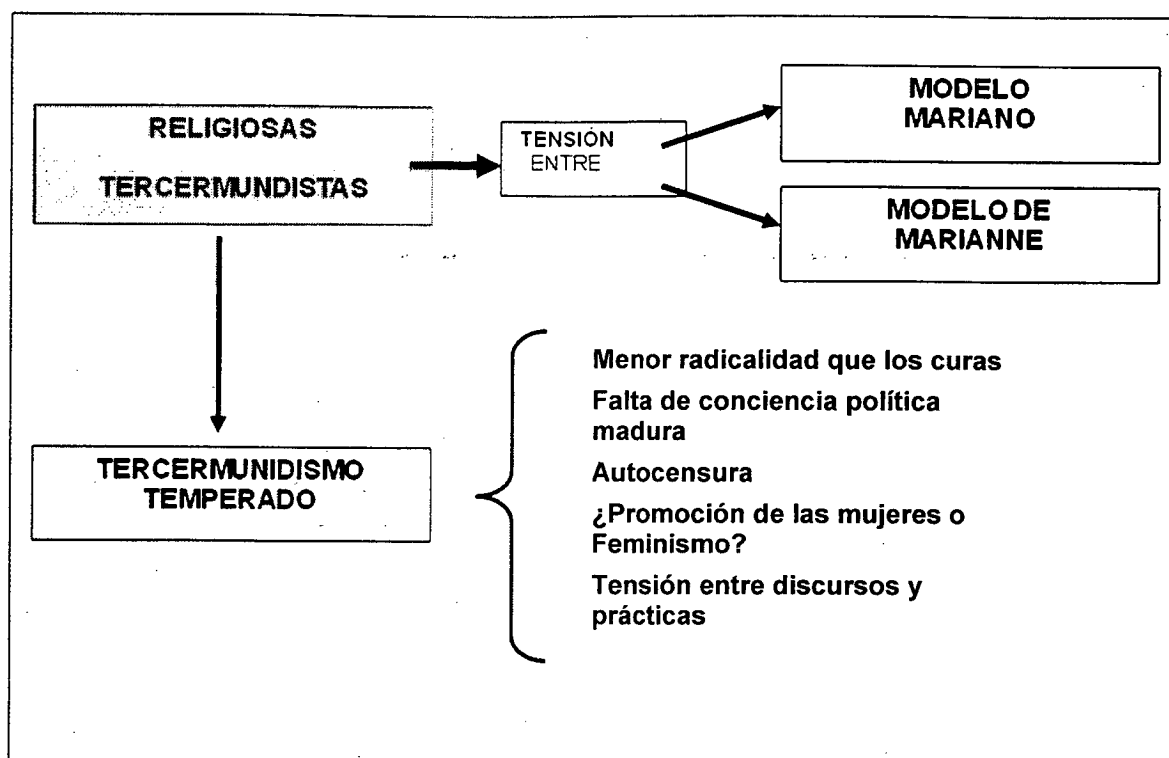 RELIGIOSAS
TERCERMUNDISTAS
TENSIÓN
ENTRE
MODELO
MARIANO
MODELO DE
MARIANNE
TERCERMUNIDISMO
TEMPERADO
Menor radicalidad que los curas
Falta de conciencia política
madura
Autocensura
¿Promoción de las mujeres o
Feminismo?
Tensión entre discursos y
prácticas